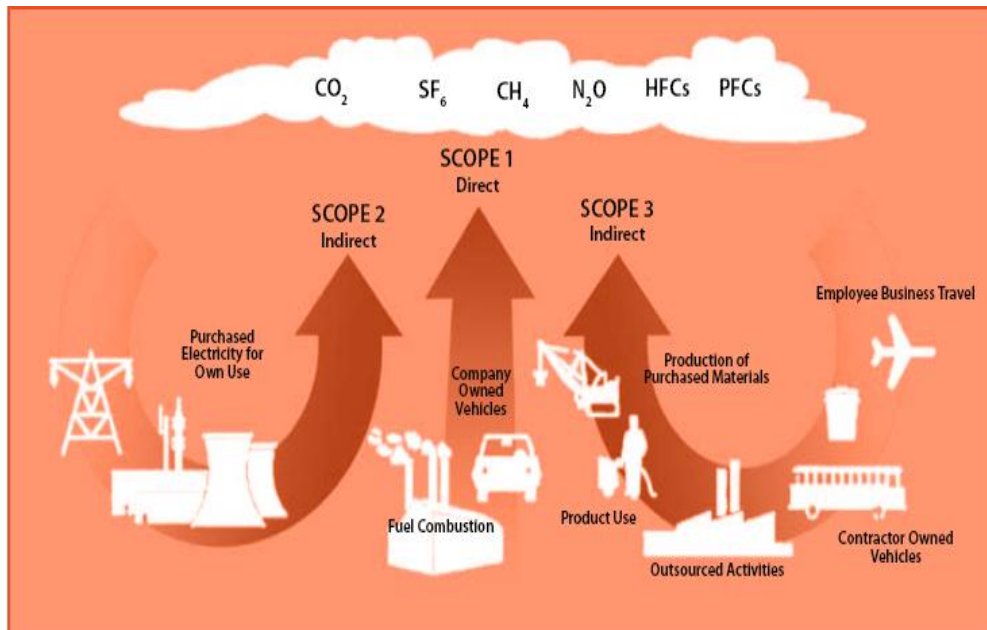 CO₂ SF₆ CH₄ N₂O HFCs PFCs
SCOPE 1
Direct
SCOPE 2
Indirect
SCOPE 3
Indirect
Employee Business Travel
Purchased
Electricity for
Own Use
Company
Owned
Vehicles
Production of
Purchased Materials
Fuel Combustion
Product Use
Contractor Owned
Vehicles
Outsourced Activities